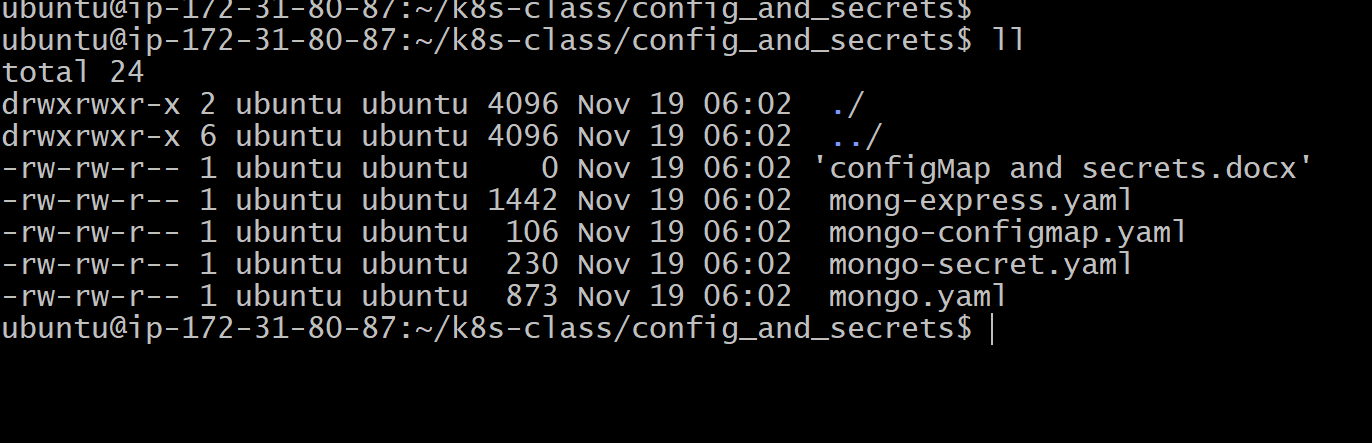 ubuntu@ip-172-31-80-87:~/k8s-class/config_and_secrets$
ubuntu@ip-172-31-80-87:~/k8s-class/config_and_secrets$ ll
total 24
drwxrwxr-x 2 ubuntu ubuntu 4096 Nov 19 06:02  ./
drwxrwxr-x 6 ubuntu ubuntu 4096 Nov 19 06:02  ../
-rw-rw-r-- 1 ubuntu ubuntu    0 Nov 19 06:02 'configMap and secrets.docx'
-rw-rw-r-- 1 ubuntu ubuntu 1442 Nov 19 06:02  mong-express.yaml
-rw-rw-r-- 1 ubuntu ubuntu  106 Nov 19 06:02  mongo-configmap.yaml
-rw-rw-r-- 1 ubuntu ubuntu  230 Nov 19 06:02  mongo-secret.yaml
-rw-rw-r-- 1 ubuntu ubuntu  873 Nov 19 06:02  mongo.yaml
ubuntu@ip-172-31-80-87:~/k8s-class/config_and_secrets$